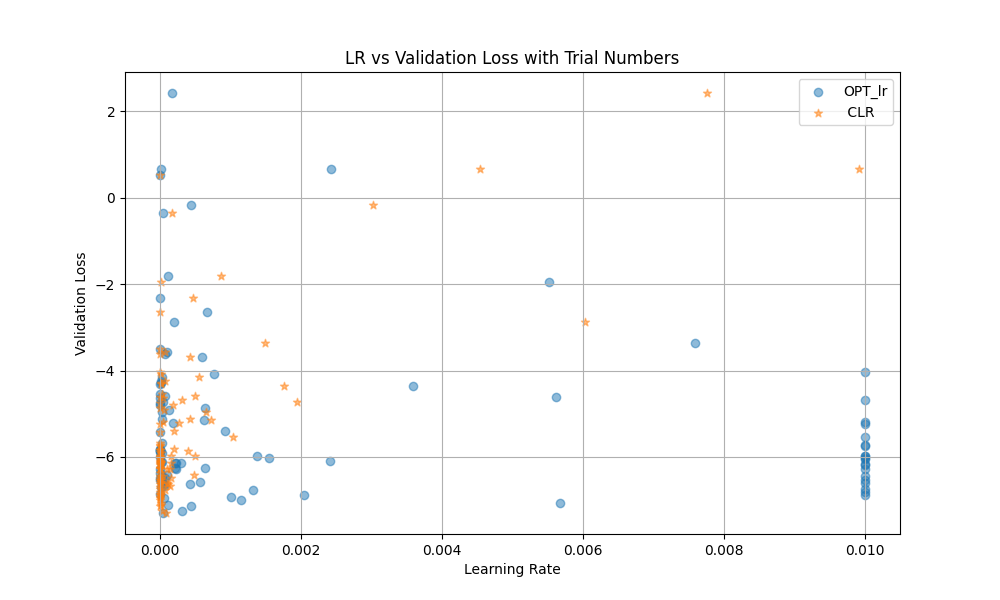 LR vs Validation Loss with Trial Numbers
OPT_lr
CLR
Validation Loss
2
0
−2
−4
−6
0.000
0.002
0.004
0.006
0.008
0.010
Learning Rate